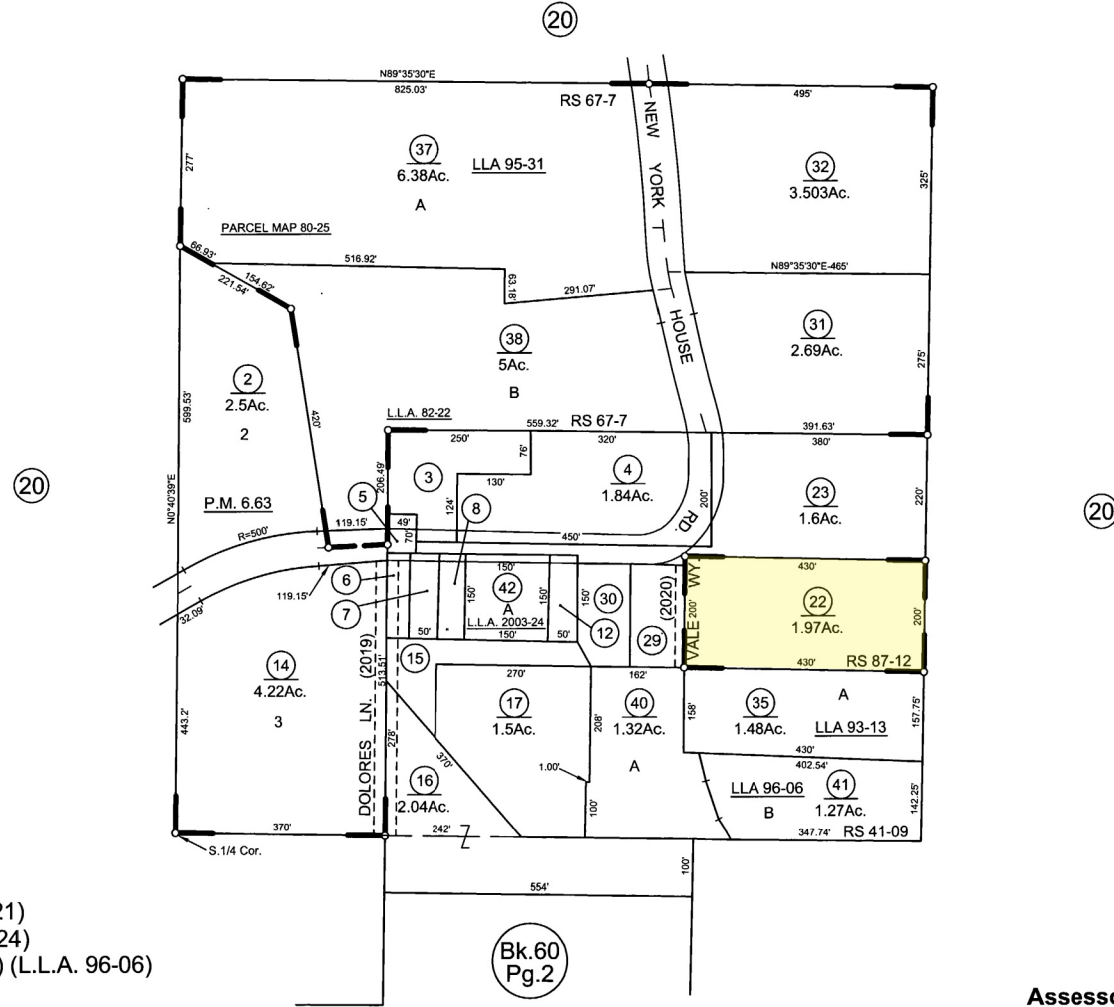 20
N89°35'30"E
825.03'
RS 67-7
495'
277'
37
6.38Ac.
A
LLA 95-31
NEW YORK HOUSE RD
32
3.503Ac.
325'
PARCEL MAP 80-25
66.93'
154.62'
221.54'
516.92'
63.18'
291.07'
N89°35'30"E-465'
38
5Ac.
B
31
2.69Ac.
275'
2
2.5Ac.
2
420'
599.53'
N0°40'39"E
P.M. 6.63
L.L.A. 82-22
559.32'
RS 67-7
391.63'
250'
320'
380'
206.49'
3
76'
130'
124'
4
1.84Ac.
200'
23
1.6Ac.
220'
20
20
5
49'
70'
8
450'
R=500'
119.15'
32.09'
119.15'
6
7
150'
150'
42
A
L.L.A. 2003-24
150'
150'
50'
50'
150'
12
30
29
(2020)
VALE WY
200'
430'
22
1.97Ac.
200'
430'
RS 87-12
14
4.22Ac.
3
443.2'
DOLORES LN. (2019)
513.51'
278'
15
270'
17
1.5Ac.
370'
16
2.04Ac.
162'
208'
40
1.32Ac.
A
1.00'
100'
158'
35
1.48Ac.
A
LLA 93-13
157.75'
430'
402.54'
LLA 96-06
B
41
1.27Ac.
142.25'
347.74'
RS 41-09
370'
242'
S.1/4 Cor.
100'
554'
Bk.60
Pg.2
21)
24)
) (L.L.A. 96-06)
Assesso